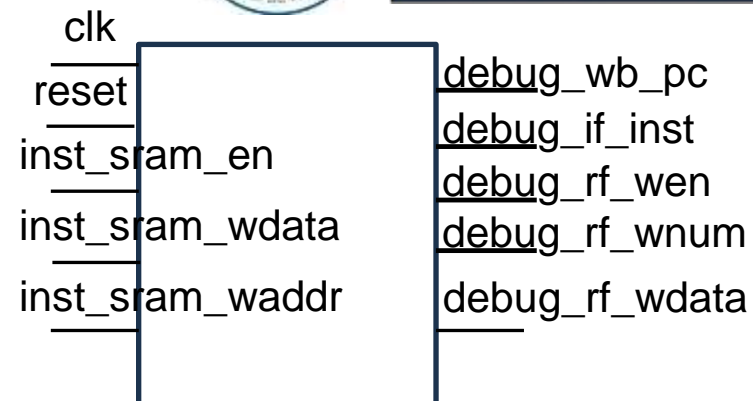 clk
reset
inst_sram_en
inst_sram_wdata
inst_sram_waddr
debug_wb_pc
debug_if_inst
debug_rf_wen
debug_rf_wnum
debug_rf_wdata